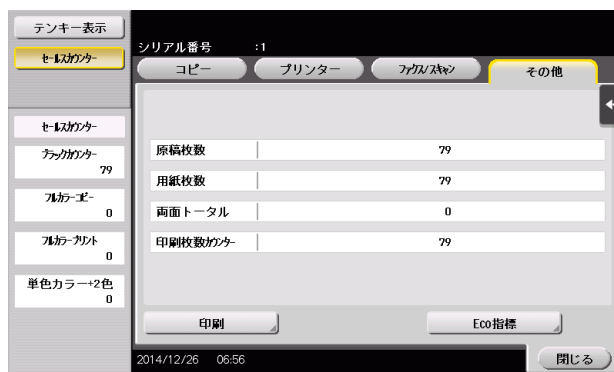 テンキー表示
セールスカウンター
シリアル番号 :1
コピー
プリンター
ファクス/スキャン
その他
セールスカウンター
ブラックカウンター
79
フルカラーコピー
0
フルカラープリント
0
単色カラー+2色
0
原稿枚数 79
用紙枚数 79
両面トータル 0
印刷枚数カウンター 79
印刷
Eco指標
2014/12/26 06:56
閉じる